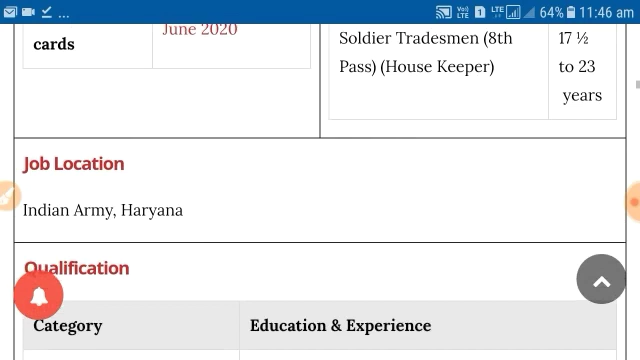 64% 11:46 am
June 2020
cards
Soldier Tradesmen (8th
Pass) (House Keeper)
17 ½
to 23
years
Job Location
Indian Army, Haryana
Qualification
Category
Education & Experience